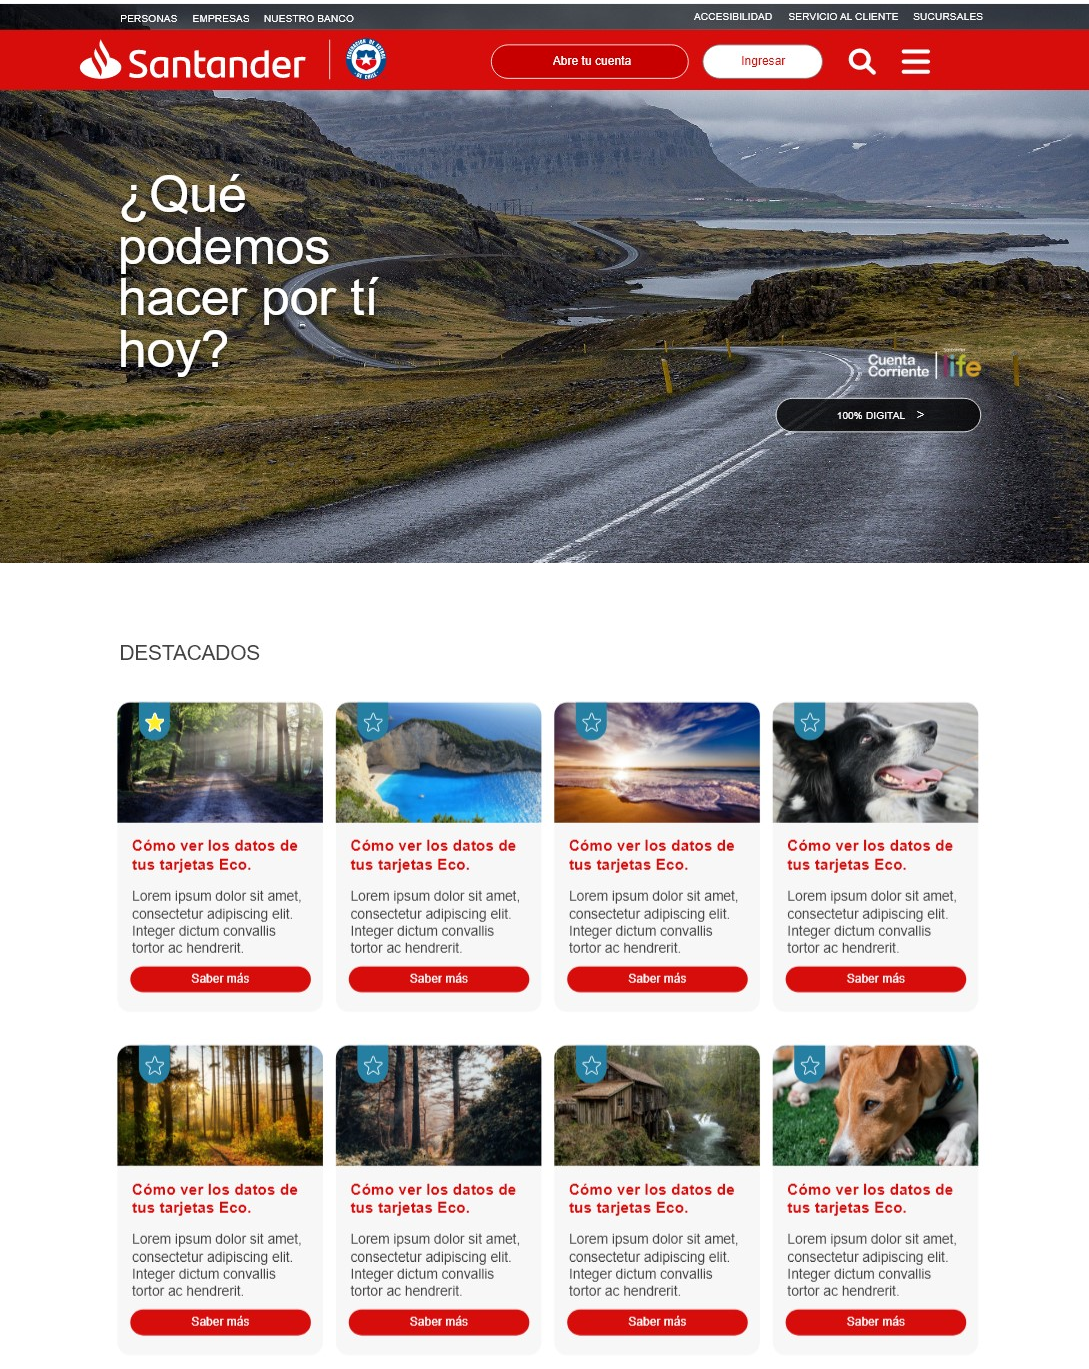 PERSONAS EMPRESAS NUESTRO BANCO ACCESIBILIDAD SERVICIO AL CLIENTE SUCURSALES
Santander FEDERACION DE FUTBOL DE CHILE Abre tu cuenta Ingresar
¿Qué
podemos
hacer por tí
hoy?
Cuenta
Corriente
Santander
life
100% DIGITAL >
DESTACADOS
Cómo ver los datos de
tus tarjetas Eco.
Lorem ipsum dolor sit amet,
consectetur adipiscing elit.
Integer dictum convallis
tortor ac hendrerit.
Saber más
Cómo ver los datos de
tus tarjetas Eco.
Lorem ipsum dolor sit amet,
consectetur adipiscing elit.
Integer dictum convallis
tortor ac hendrerit.
Saber más
Cómo ver los datos de
tus tarjetas Eco.
Lorem ipsum dolor sit amet,
consectetur adipiscing elit.
Integer dictum convallis
tortor ac hendrerit.
Saber más
Cómo ver los datos de
tus tarjetas Eco.
Lorem ipsum dolor sit amet,
consectetur adipiscing elit.
Integer dictum convallis
tortor ac hendrerit.
Saber más
Cómo ver los datos de
tus tarjetas Eco.
Lorem ipsum dolor sit amet,
consectetur adipiscing elit.
Integer dictum convallis
tortor ac hendrerit.
Saber más
Cómo ver los datos de
tus tarjetas Eco.
Lorem ipsum dolor sit amet,
consectetur adipiscing elit.
Integer dictum convallis
tortor ac hendrerit.
Saber más
Cómo ver los datos de
tus tarjetas Eco.
Lorem ipsum dolor sit amet,
consectetur adipiscing elit.
Integer dictum convallis
tortor ac hendrerit.
Saber más
Cómo ver los datos de
tus tarjetas Eco.
Lorem ipsum dolor sit amet,
consectetur adipiscing elit.
Integer dictum convallis
tortor ac hendrerit.
Saber más